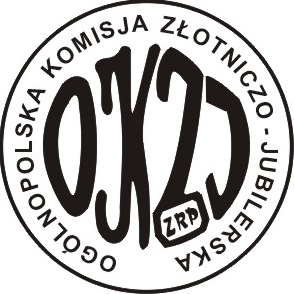 OGÓLNOPOLSKA KOMISJA ZŁOTNICZO - JUBILERSKA
OKZJ
ZRP